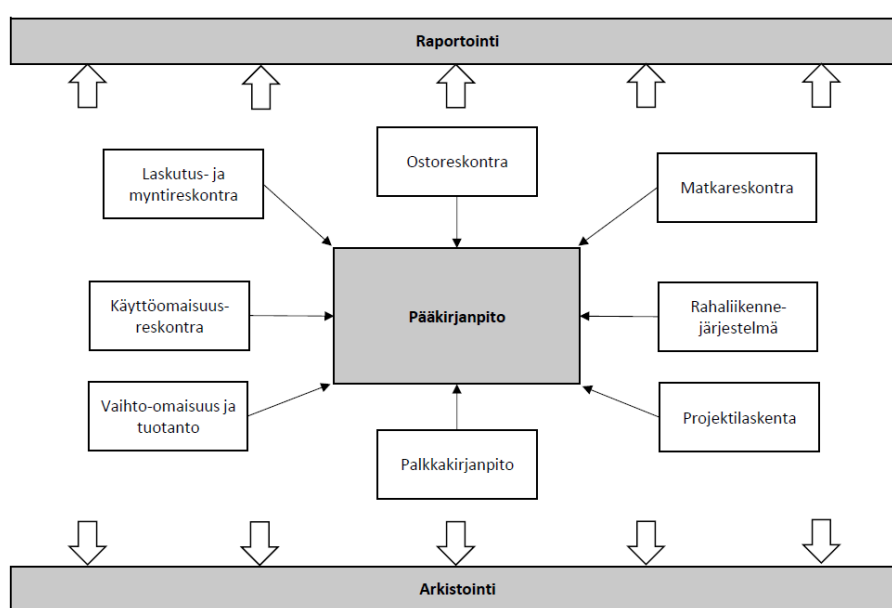 Raportointi
Ostoreskontra
Laskutus- ja
myntireskontra
Matkareskontra
Käyttöomaisuus-
reskontra
Pääkirjanpito
Rahaliikenne-
järjestelmä
Vaihto-omaisuus ja
tuotanto
Palkkakirjanpito
Projektilaskenta
Arkistointi